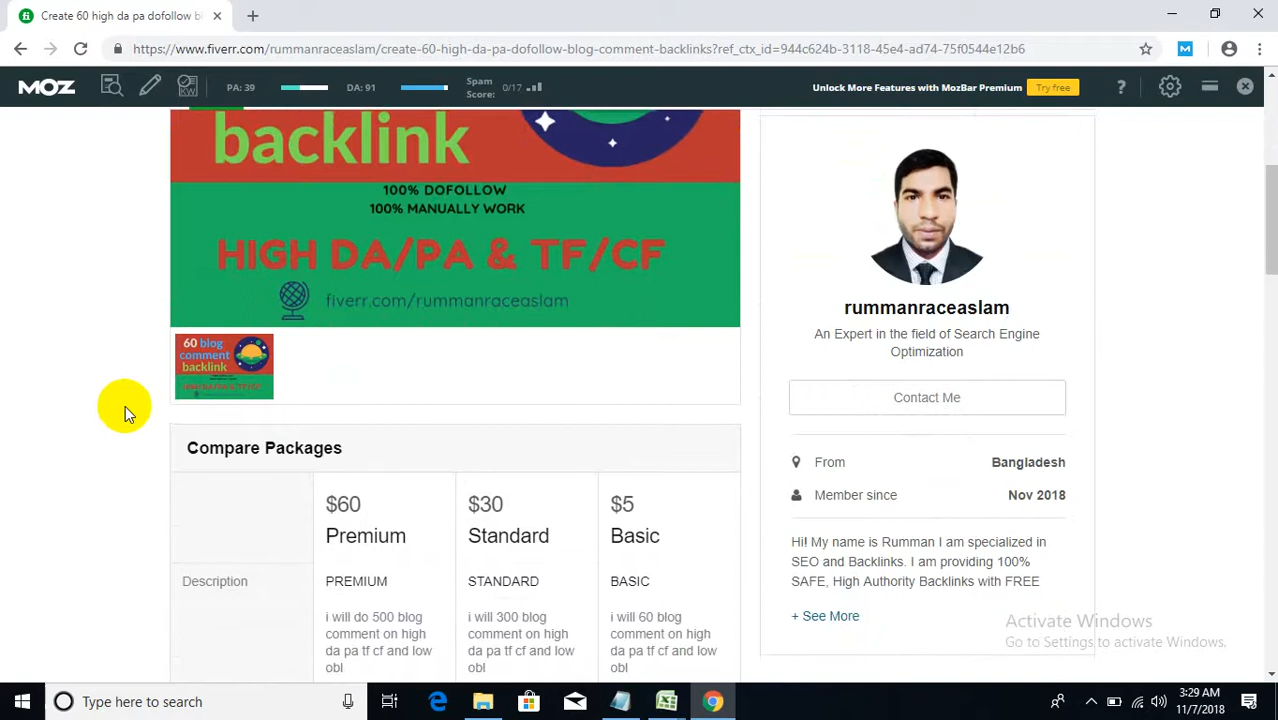 Create 60 high da pa dofollow bl
https://www.fiverr.com/rummanraceaslam/create-60-high-da-pa-dofollow-blog-comment-backlinks?ref_ctx_id=944c624b-3118-45e4-ad74-75f0544e12b6
MOZ
KW
PA: 39
DA: 91
Spam
Score:
0/17
Unlock More Features with MozBar Premium
Try free
?
backlink
100% DOFOLLOW
100% MANUALLY WORK
HIGH DA/PA & TF/CF
fiverr.com/rummanraceaslam
60 blog
comment
backlink
rummanraceaslam
An Expert in the field of Search Engine
Optimization
Contact Me
From Bangladesh
Member since Nov 2018
Hi! My name is Rumman I am specialized in
SEO and Backlinks. I am providing 100%
SAFE, High Authority Backlinks with FREE
+ See More
Compare Packages
$60 $30 $5
Premium Standard Basic
Description PREMIUM STANDARD BASIC
i will do 500 blog i will 300 blog i will 60 blog
comment on high comment on high comment on high
da pa tf cf and low da pa tf cf and low da pa tf cf and low
obl obl obl
Activate Windows
Go to Settings to activate Windows.
Type here to search
3:29 AM
11/7/2018